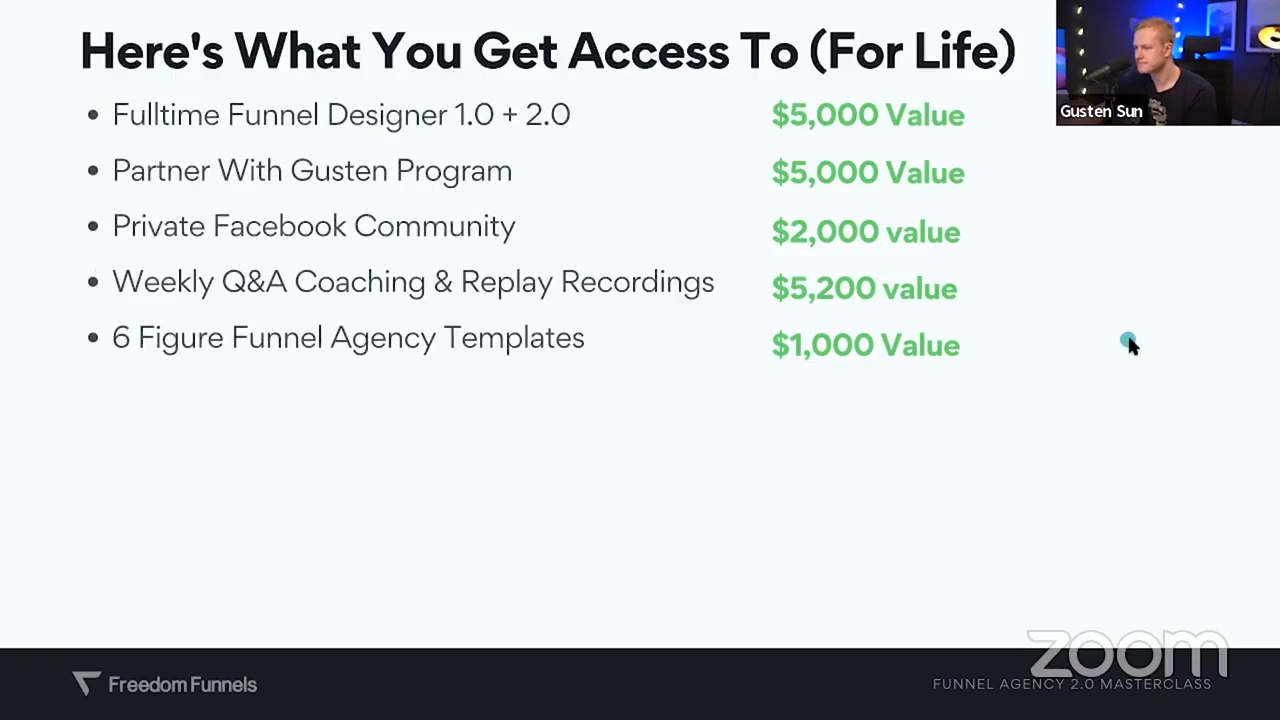 Here's What You Get Access To (For Life)
Gusten Sun
• Fulltime Funnel Designer 1.0 + 2.0 $5,000 Value
• Partner With Gusten Program $5,000 Value
• Private Facebook Community $2,000 value
• Weekly Q&A Coaching & Replay Recordings $5,200 value
• 6 Figure Funnel Agency Templates $1,000 Value
zoom
Freedom Funnels FUNNEL AGENCY 2.0 MASTERCLASS